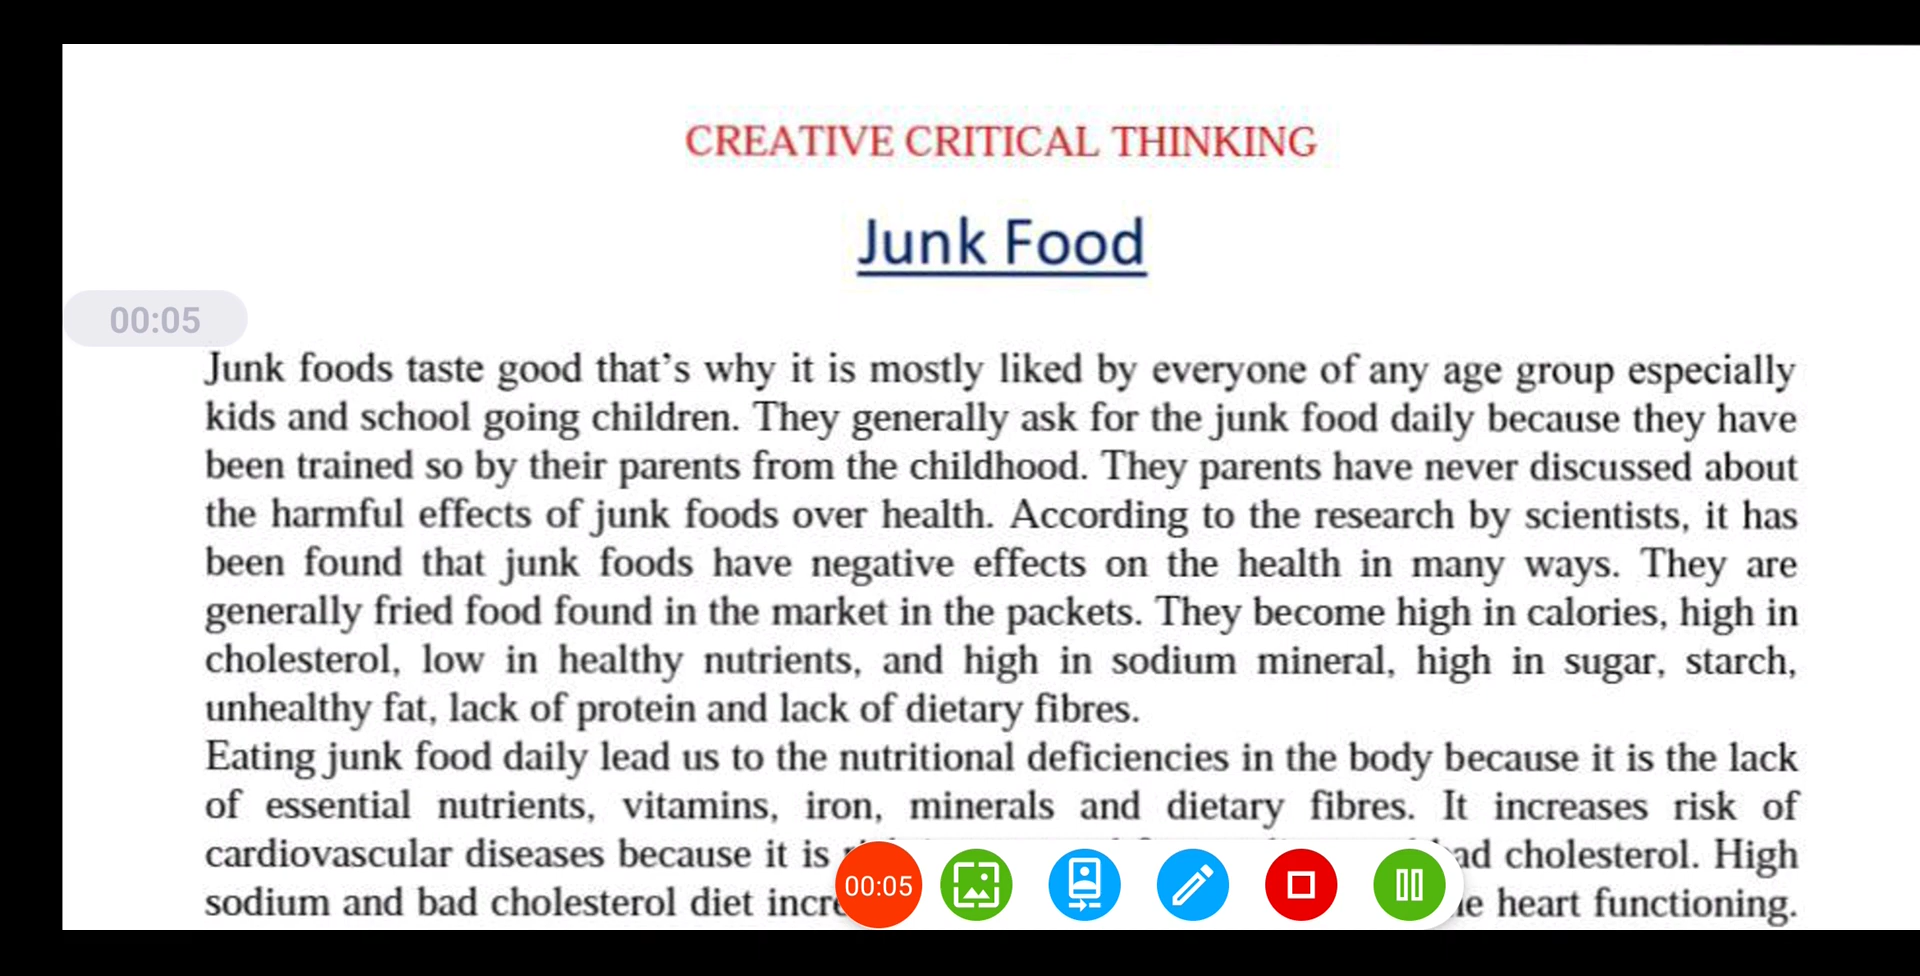 CREATIVE CRITICAL THINKING
Junk Food
00:05
Junk foods taste good that's why it is mostly liked by everyone of any age group especially
kids and school going children. They generally ask for the junk food daily because they have
been trained so by their parents from the childhood. They parents have never discussed about
the harmful effects of junk foods over health. According to the research by scientists, it has
been found that junk foods have negative effects on the health in many ways. They are
generally fried food found in the market in the packets. They become high in calories, high in
cholesterol, low in healthy nutrients, and high in sodium mineral, high in sugar, starch,
unhealthy fat, lack of protein and lack of dietary fibres.
Eating junk food daily lead us to the nutritional deficiencies in the body because it is the lack
of essential nutrients, vitamins, iron, minerals and dietary fibres. It increases risk of
cardiovascular diseases because it is cholesterol. High
sodium and bad cholesterol diet heart functioning.
00:05